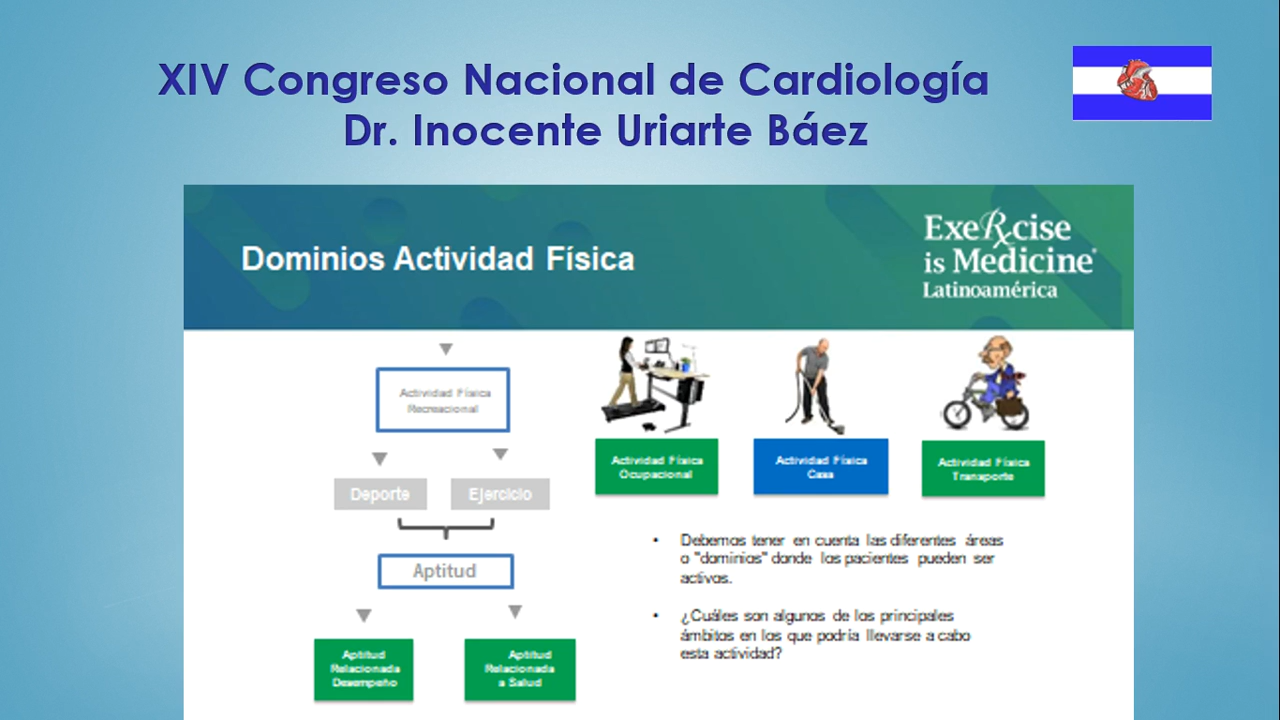 XIV Congreso Nacional de Cardiología
Dr. Inocente Uriarte Báez
Dominios Actividad Física
ExeRxcise
is Medicine®
Latinoamérica
Actividad Física
Recreacional
Deporte
Ejercicio
Aptitud
Aptitud
Relacionada
Desempeño
Aptitud
Relacionada
a Salud
Actividad Física
Ocupacional
Actividad Física
Casa
Actividad Física
Transporte
• Debemos tener en cuenta las diferentes áreas
o "dominios" donde los pacientes pueden ser
activos.
• ¿Cuáles son algunos de los principales
ámbitos en los que podría llevarse a cabo
esta actividad?